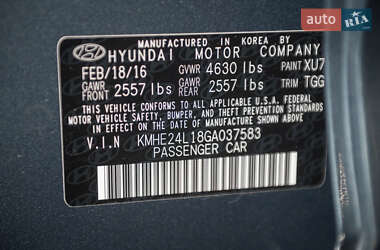 auto RIA.com
MANUFACTURED IN KOREA BY
HYUNDAI MOTOR COMPANY
FEB/18/16 GVWR 4630 lbs PAINT XU7
GAWR FRONT 2557 lbs GAWR REAR 2557 lbs TRIM TGG
THIS VEHICLE CONFORMS TO ALL APPLICABLE U.S.A. FEDERAL
MOTOR VEHICLE SAFETY, BUMPER, AND THEFT PREVENTION
STANDARDS IN EFFECT ON THE DATE OF MANUFACTURE SHOWN ABOVE.
V.I.N KMHE24L18GA037583
PASSENGER CAR